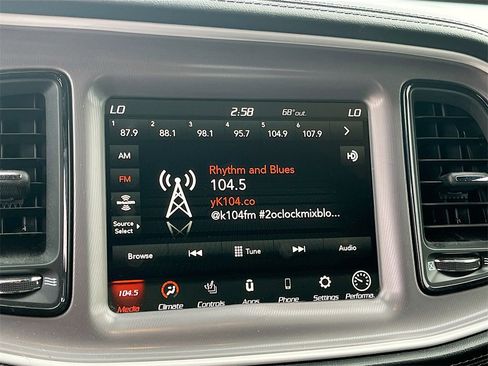 LO 2:58 68°out LO
1 2 3 4 5 6
87.9 88.1 98.1 95.7 104.9 107.9
AM
FM
SiriusXM
Source
Select
Rhythm and Blues
104.5
yK104.co
@k104fm #2oclockmixblo...
HD
Browse Tune Audio
104.5
Media Climate Controls Apps Phone Settings Performa